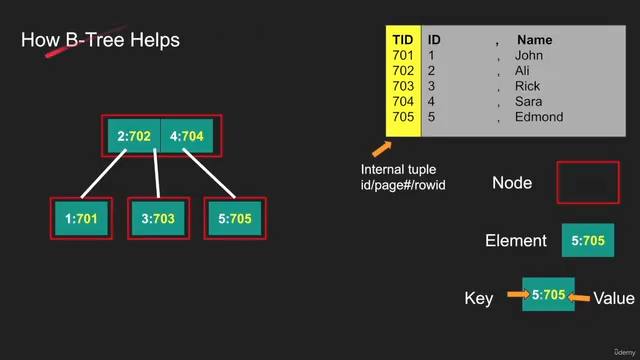 How B-Tree Helps
TID ID , Name
701 1 , John
702 2 , Ali
703 3 , Rick
704 4 , Sara
705 5 , Edmond
2:702 4:704
1:701 3:703 5:705
Internal tuple
id/page#/rowid
Node
Element 5:705
Key 5:705 Value
ûdemy